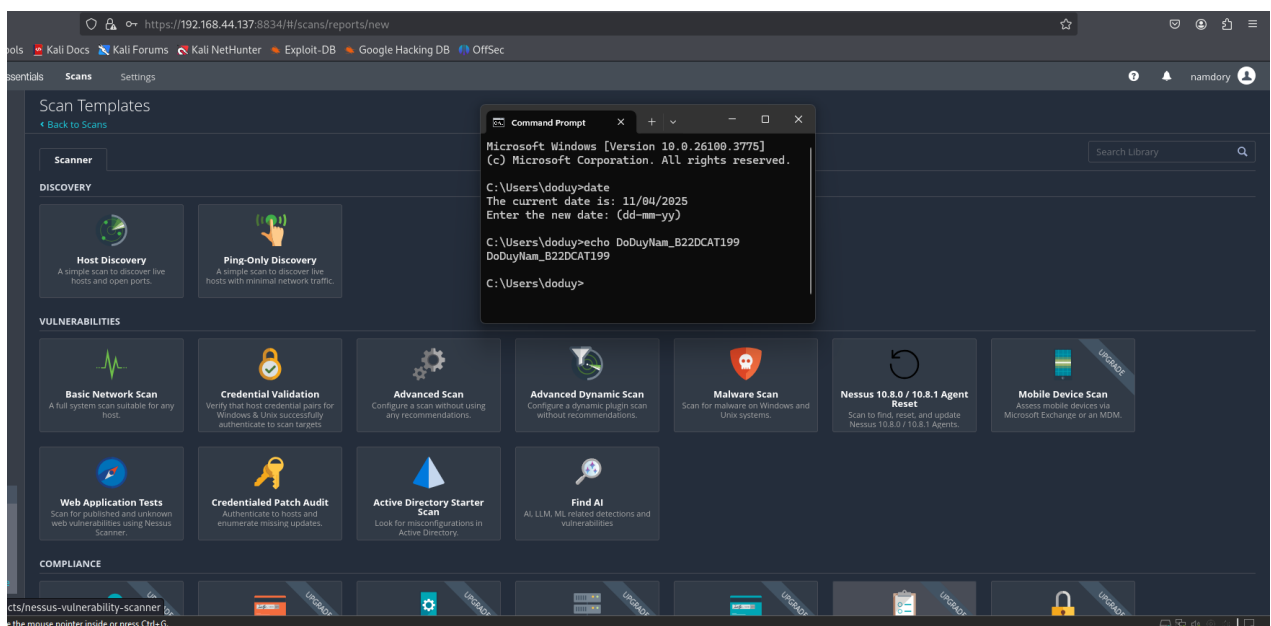 https://192.168.44.137:8834/#/scans/reports/new
ools Kali Docs Kali Forums Kali NetHunter Exploit-DB Google Hacking DB OffSec
ssentials Scans Settings namdory
Scan Templates
Back to Scans
Scanner
Search Library
Command Prompt
Microsoft Windows [Version 10.0.26100.3775]
(c) Microsoft Corporation. All rights reserved.
C:\Users\doduy>date
The current date is: 11/04/2025
Enter the new date: (dd-mm-yy)
C:\Users\doduy>echo DoDuyNam_B22DCAT199
DoDuyNam_B22DCAT199
C:\Users\doduy>
DISCOVERY
Host Discovery
A simple scan to discover live
hosts and open ports.
Ping-Only Discovery
A simple scan to discover live
hosts with minimal network traffic.
VULNERABILITIES
Basic Network Scan
A full system scan suitable for any
host.
Credential Validation
Verify that host credential pairs for
Windows & Unix successfully
authenticate to scan targets
Advanced Scan
Configure a scan without using
any recommendations.
Advanced Dynamic Scan
Configure a dynamic plugin scan
without recommendations.
Malware Scan
Scan for malware on Windows and
Unix systems.
Nessus 10.8.0 / 10.8.1 Agent
Reset
Scan to find, reset, and update
Nessus 10.8.0 / 10.8.1 Agents.
UPGRADE
Mobile Device Scan
Assess mobile devices via
Microsoft Exchange or an MDM.
Web Application Tests
Scan for published and unknown
web vulnerabilities using Nessus
Scanner.
Credentialed Patch Audit
Authenticate to hosts and
enumerate missing updates.
Active Directory Starter
Scan
Look for misconfigurations in
Active Directory.
Find AI
AI, LLM, ML related detections and
vulnerabilities
COMPLIANCE
UPGRADE
UPGRADE
UPGRADE
UPGRADE
UPGRADE
UPGRADE
cts/nessus-vulnerability-scanner
e the mouse pointer inside or press Ctrl+G.